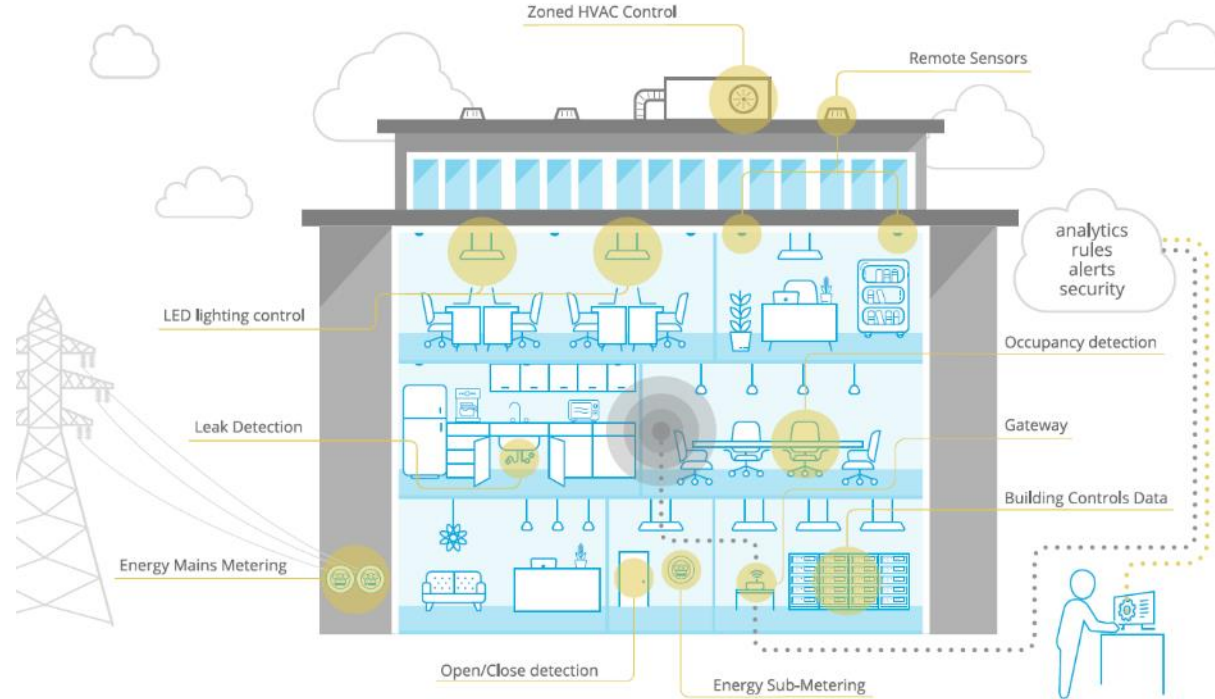 Zoned HVAC Control
Remote Sensors
analytics
rules
alerts
security
LED lighting control
Occupancy detection
Leak Detection
Gateway
Building Controls Data
Energy Mains Metering
Open/Close detection
Energy Sub-Metering